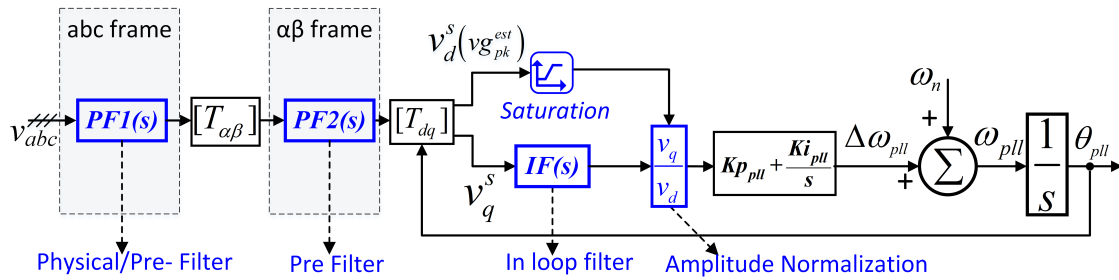 abc frame
αβ frame
v_d^s(vg_pk^est)
Saturation
ω_n
v_abc
PF1(s)
[T_αβ]
PF2(s)
[T_dq]
v_q^s
IF(s)
v_q
v_d
Kp_pll + Ki_pll/s
Δω_pll
+
+
Σ
ω_pll
1/s
θ_pll
Physical/Pre- Filter
Pre Filter
In loop filter
Amplitude Normalization